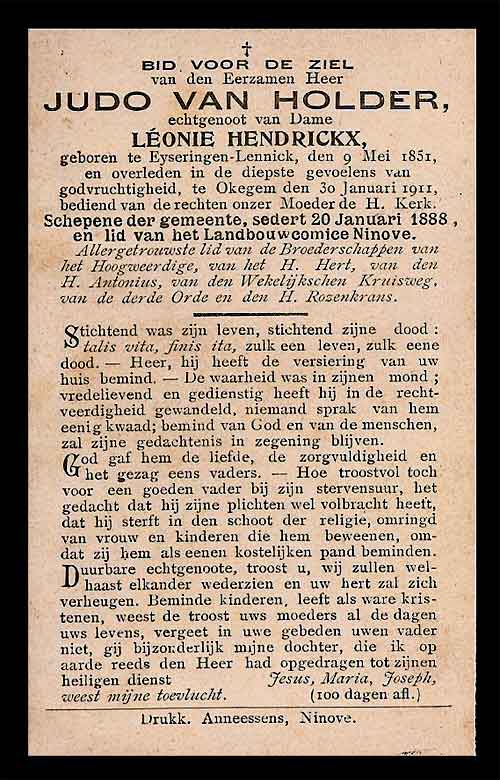 ✝
BID VOOR DE ZIEL
van den Eerzamen Heer
JUDO VAN HOLDER,
echtgenoot van Dame
LÉONIE HENDRICKX,
geboren te Eyseringen-Lennick, den 9 Mei 1851,
en overleden in de diepste gevoelens van
godvruchtigheid, te Okegem den 30 Januari 1911,
bediend van de rechten onzer Moeder de H. Kerk.
Schepene der gemeente, sedert 20 Januari 1888,
en lid van het Landbouwcomice Ninove.
Allergetrouwste lid van de Broederschappen van
het Hoogweerdige, van het H. Hert, van den
H. Antonius, van den Wekelijkschen Kruisweg,
van de derde Orde en den H. Rozenkrans.
Stichtend was zijn leven, stichtend zijne dood :
talis vita, finis ita, zulk een leven, zulk eene
dood. — Heer, hij heeft de versiering van uw
huis bemind. — De waarheid was in zijnen mond ;
vredelievend en gedienstig heeft hij in de recht-
veerdigheid gewandeld, niemand sprak van hem
eenig kwaad; bemind van God en van de menschen,
zal zijne gedachtenis in zegening blijven.
God gaf hem de liefde, de zorgvuldigheid en
het gezag eens vaders. — Hoe troostvol toch
voor een goeden vader bij zijn stervensuur, het
gedacht dat hij zijne plichten wel volbracht heeft,
dat hij sterft in den schoot der religie, omringd
van vrouw en kinderen die hem beweenen, om-
dat zij hem als eenen kostelijken pand beminden.
Duurbare echtgenoote, troost u, wij zullen wel-
haast elkander wederzien en uw hert zal zich
verheugen. Beminde kinderen, leeft als ware kris-
tenen, weest de troost uws moeders al de dagen
uws levens, vergeet in uwe gebeden uwen vader
niet, gij bijzonderlijk mijne dochter, die ik op
aarde reeds den Heer had opgedragen tot zijnen
heiligen dienst Jesus, Maria, Joseph,
weest mijne toevlucht. (100 dagen afl.)
Drukk. Anneessens, Ninove.